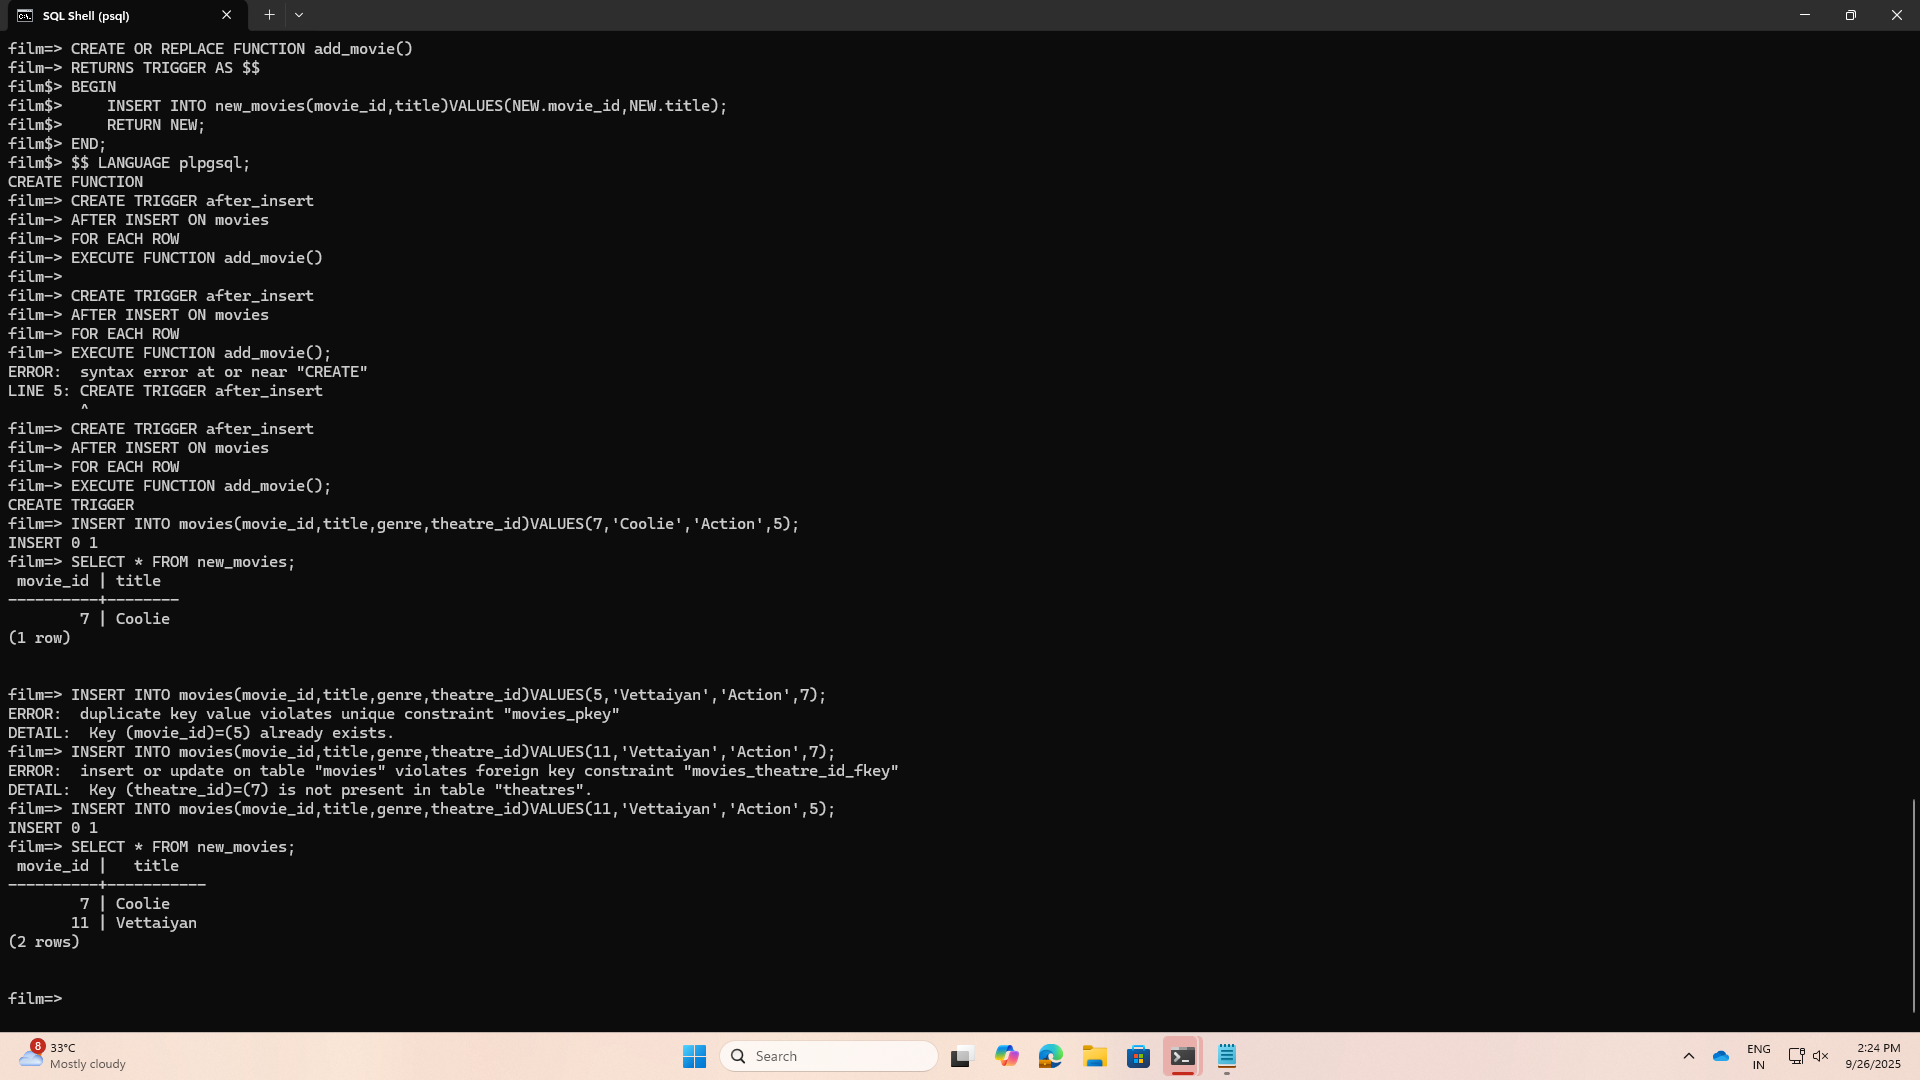 SQL Shell (psql)
film=> CREATE OR REPLACE FUNCTION add_movie()
film-> RETURNS TRIGGER AS $$
film$> BEGIN
film$>     INSERT INTO new_movies(movie_id,title)VALUES(NEW.movie_id,NEW.title);
film$>     RETURN NEW;
film$> END;
film$> $$ LANGUAGE plpgsql;
CREATE FUNCTION
film=> CREATE TRIGGER after_insert
film-> AFTER INSERT ON movies
film-> FOR EACH ROW
film-> EXECUTE FUNCTION add_movie()
film->
film-> CREATE TRIGGER after_insert
film-> AFTER INSERT ON movies
film-> FOR EACH ROW
film-> EXECUTE FUNCTION add_movie();
ERROR:  syntax error at or near "CREATE"
LINE 5: CREATE TRIGGER after_insert
        ^
film=> CREATE TRIGGER after_insert
film-> AFTER INSERT ON movies
film-> FOR EACH ROW
film-> EXECUTE FUNCTION add_movie();
CREATE TRIGGER
film=> INSERT INTO movies(movie_id,title,genre,theatre_id)VALUES(7,'Coolie','Action',5);
INSERT 0 1
film=> SELECT * FROM new_movies;
 movie_id | title
----------+--------
        7 | Coolie
(1 row)
film=> INSERT INTO movies(movie_id,title,genre,theatre_id)VALUES(5,'Vettaiyan','Action',7);
ERROR:  duplicate key value violates unique constraint "movies_pkey"
DETAIL:  Key (movie_id)=(5) already exists.
film=> INSERT INTO movies(movie_id,title,genre,theatre_id)VALUES(11,'Vettaiyan','Action',7);
ERROR:  insert or update on table "movies" violates foreign key constraint "movies_theatre_id_fkey"
DETAIL:  Key (theatre_id)=(7) is not present in table "theatres".
film=> INSERT INTO movies(movie_id,title,genre,theatre_id)VALUES(11,'Vettaiyan','Action',5);
INSERT 0 1
film=> SELECT * FROM new_movies;
 movie_id |   title
----------+-----------
        7 | Coolie
       11 | Vettaiyan
(2 rows)
film=>
8
33°C
Mostly cloudy
Search
ENG
IN
2:24 PM
9/26/2025